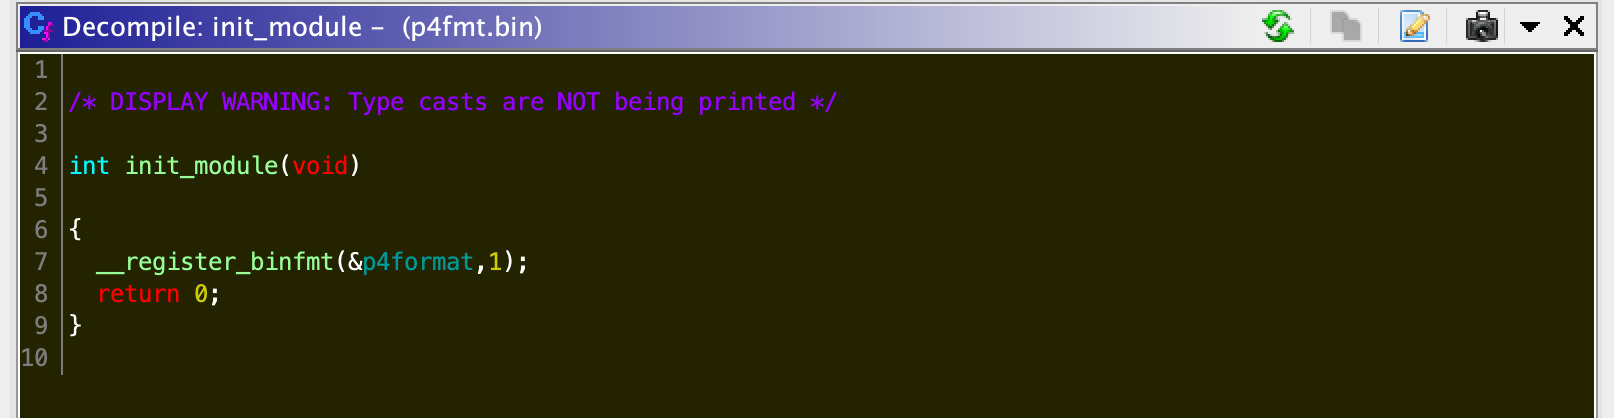 Decompile: init_module – (p4fmt.bin)
1
2 /* DISPLAY WARNING: Type casts are NOT being printed */
3
4 int init_module(void)
5
6 {
7   __register_binfmt(&p4format,1);
8   return 0;
9 }
10